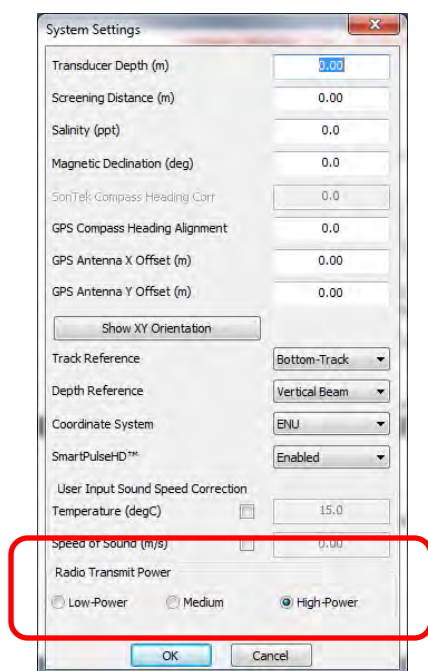 System Settings
Transducer Depth (m) 0.00
Screening Distance (m) 0.00
Salinity (ppt) 0.0
Magnetic Declination (deg) 0.0
SonTek Compass Heading Corr 0.0
GPS Compass Heading Alignment 0.0
GPS Antenna X Offset (m) 0.00
GPS Antenna Y Offset (m) 0.00
Show XY Orientation
Track Reference Bottom-Track
Depth Reference Vertical Beam
Coordinate System ENU
SmartPulseHD™ Enabled
User Input Sound Speed Correction
Temperature (degC) 15.0
Speed of Sound (m/s) 0.00
Radio Transmit Power
Low-Power Medium High-Power
OK Cancel